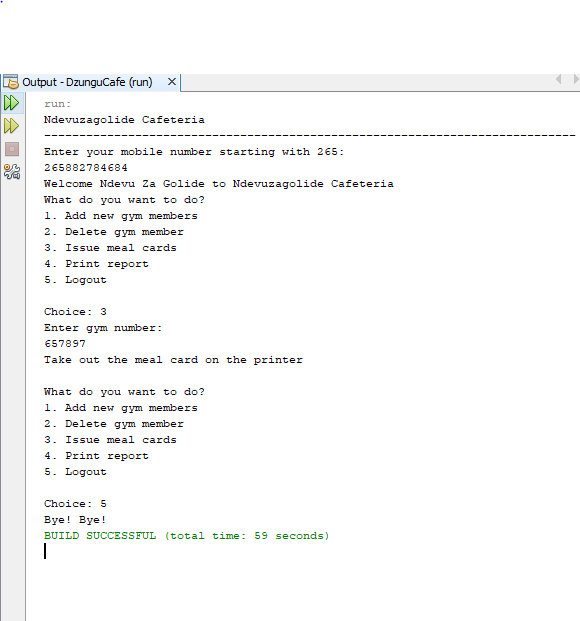 Output - DzunguCafe (run)
run:
Ndevuzagolide Cafeteria
----------------------------------------------------------------------------
Enter your mobile number starting with 265:
265882784684
Welcome Ndevu Za Golide to Ndevuzagolide Cafeteria
What do you want to do?
1. Add new gym members
2. Delete gym member
3. Issue meal cards
4. Print report
5. Logout
Choice: 3
Enter gym number:
657897
Take out the meal card on the printer
What do you want to do?
1. Add new gym members
2. Delete gym member
3. Issue meal cards
4. Print report
5. Logout
Choice: 5
Bye! Bye!
BUILD SUCCESSFUL (total time: 59 seconds)